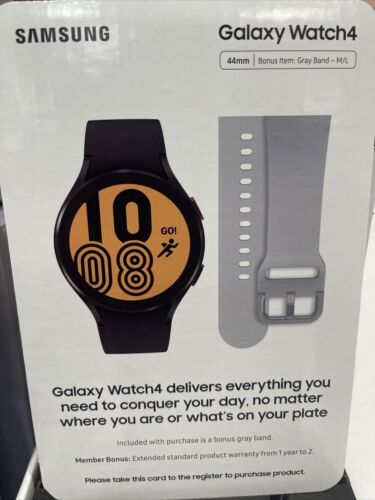 SAMSUNG
Galaxy Watch4
44mm | Bonus Item: Gray Band – M/L
10
GO!
08
Galaxy Watch4 delivers everything you
need to conquer your day, no matter
where you are or what's on your plate
Included with purchase is a bonus gray band.
Member Bonus: Extended standard product warranty from 1 year to 2.
Please take this card to the register to purchase product.